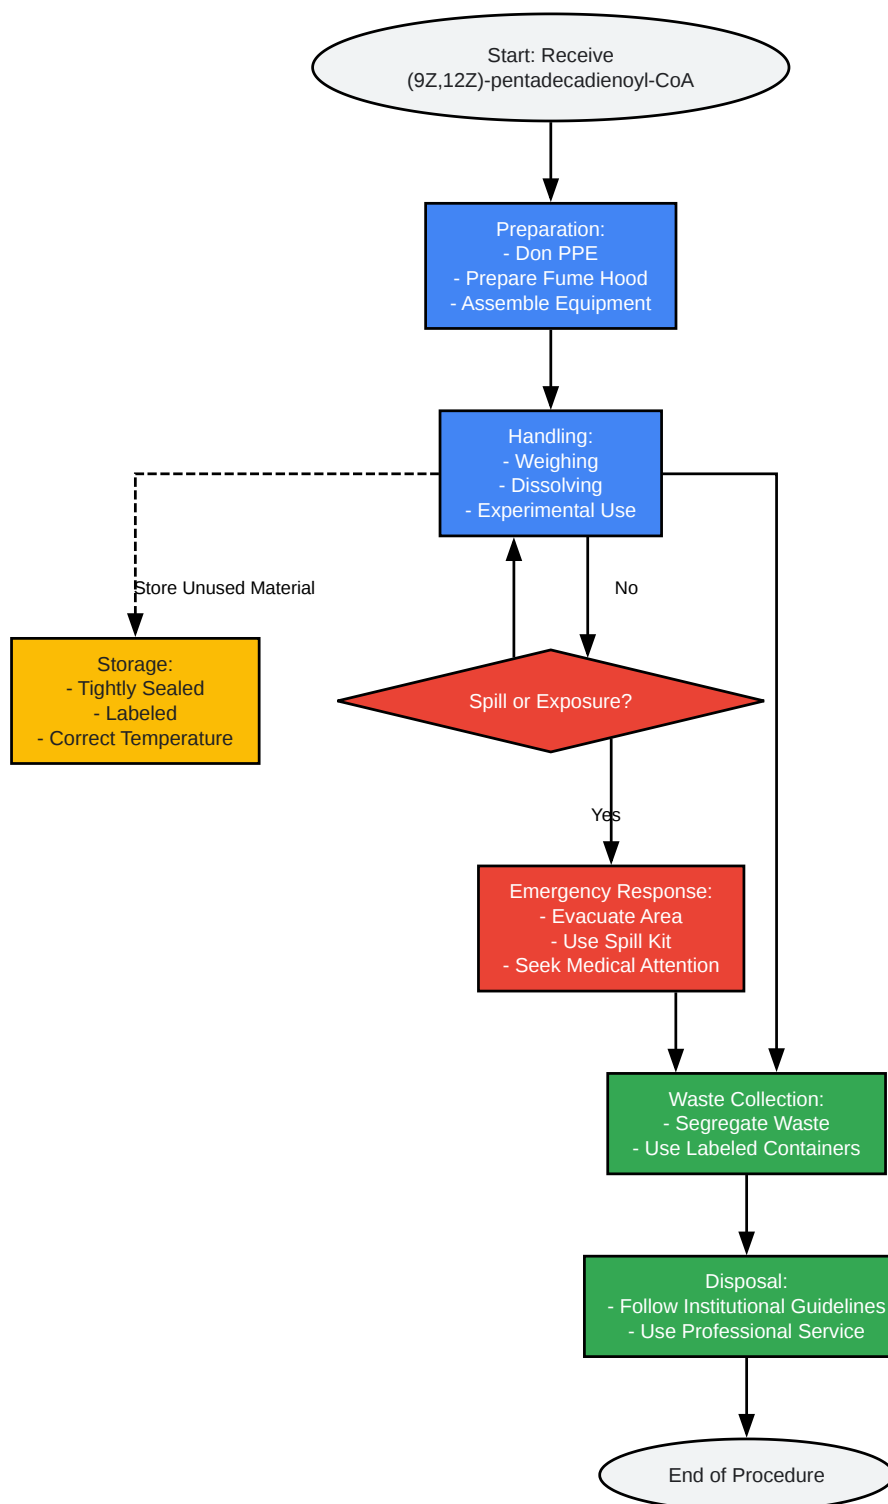 Start: Receive
(9Z,12Z)-pentadecadienoyl-CoA
Preparation:
- Don PPE
- Prepare Fume Hood
- Assemble Equipment
Handling:
- Weighing
- Dissolving
- Experimental Use
Store Unused Material
No
Storage:
- Tightly Sealed
- Labeled
- Correct Temperature
Spill or Exposure?
Yes
Emergency Response:
- Evacuate Area
- Use Spill Kit
- Seek Medical Attention
Waste Collection:
- Segregate Waste
- Use Labeled Containers
Disposal:
- Follow Institutional Guidelines
- Use Professional Service
End of Procedure